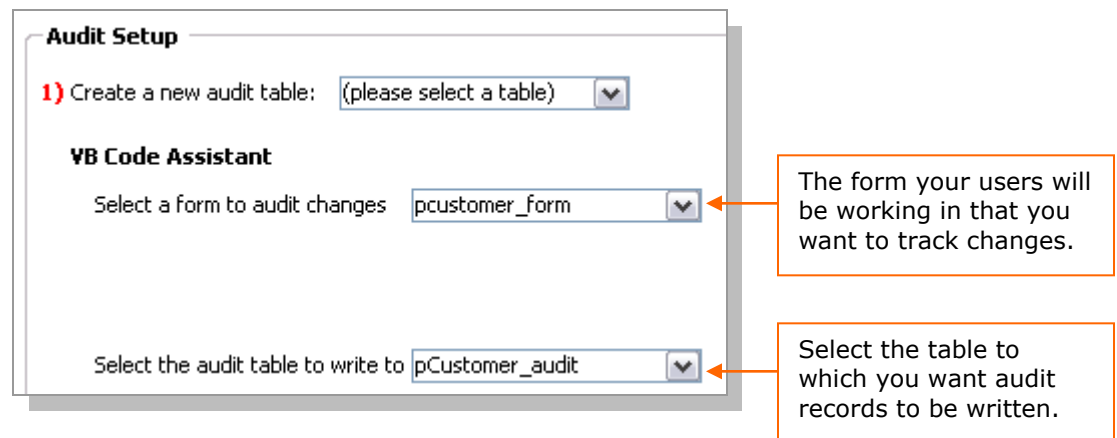 Audit Setup
1) Create a new audit table: (please select a table)
VB Code Assistant
Select a form to audit changes pcustomer_form
The form your users will
be working in that you
want to track changes.
Select the audit table to write to pCustomer_audit
Select the table to
which you want audit
records to be written.